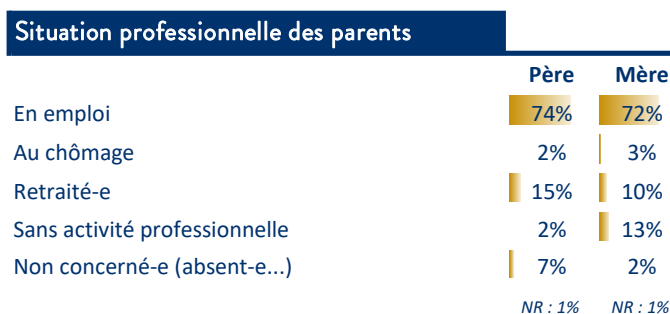 Situation professionnelle des parents
Père Mère
En emploi 74% 72%
Au chômage 2% 3%
Retraité-e 15% 10%
Sans activité professionnelle 2% 13%
Non concerné-e (absent-e...) 7% 2%
NR : 1% NR : 1%